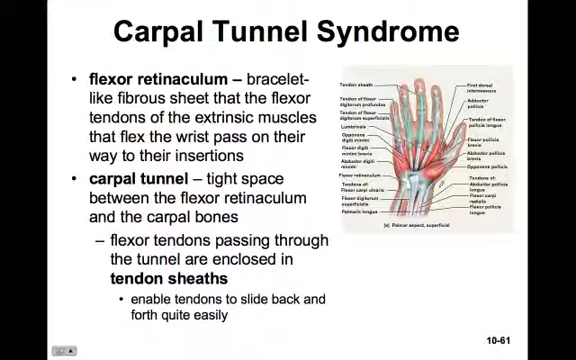 Carpal Tunnel Syndrome
• flexor retinaculum – bracelet-
like fibrous sheet that the flexor
tendons of the extrinsic muscles
that flex the wrist pass on their
way to their insertions
• carpal tunnel – tight space
between the flexor retinaculum
and the carpal bones
– flexor tendons passing through
the tunnel are enclosed in
tendon sheaths
• enable tendons to slide back and
forth quite easily
Tendon sheath
Tendon of flexor
digitorum profundus
Tendon of flexor
digitorum superficialis
Lumbricals
Opponens
digiti minimi
Flexor digiti
minimi brevis
Abductor digiti
minimi
Flexor retinaculum
Tendons of:
Flexor carpi ulnaris
Flexor digitorum
superficialis
Palmaris longus
First dorsal
interosseous
Adductor
pollicis
Tendon of flexor
pollicis longus
Flexor pollicis
brevis
Abductor pollicis
brevis
Opponens pollicis
Tendons of:
Abductor pollicis
longus
Flexor carpi
radialis
Flexor pollicis
longus
(a) Palmar aspect, superficial
10-61